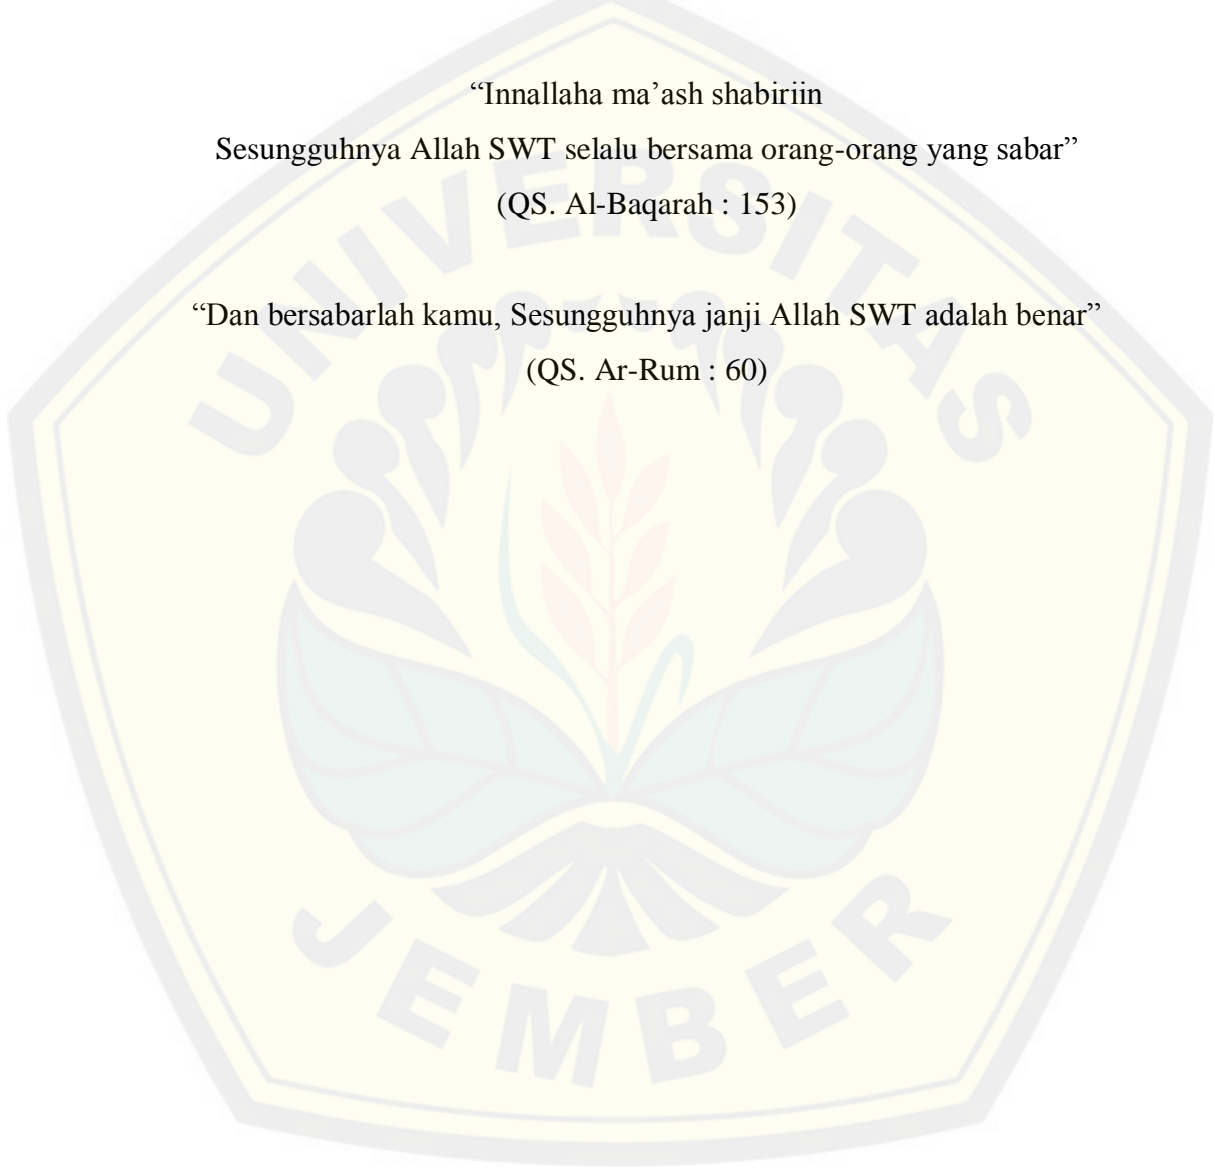 “Innallaha ma’ash shabiriin
Sesungguhnya Allah SWT selalu bersama orang-orang yang sabar”
(QS. Al-Baqarah : 153)
“Dan bersabarlah kamu, Sesungguhnya janji Allah SWT adalah benar”
(QS. Ar-Rum : 60)
UNIVERSITAS
JEMBER